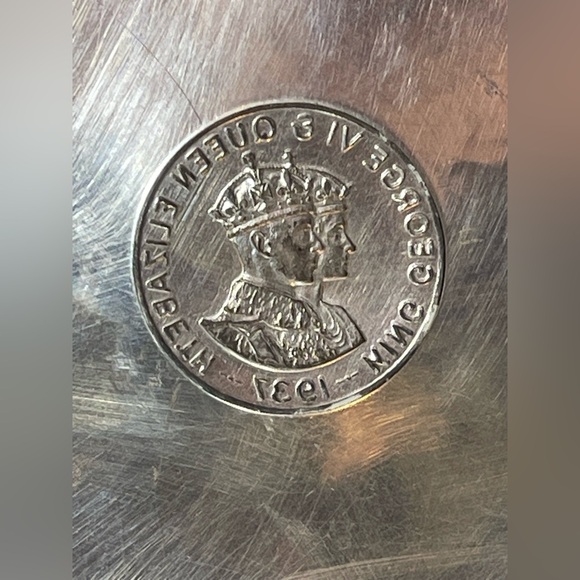 KING GEORGE VI & QUEEN ELIZABETH
1937